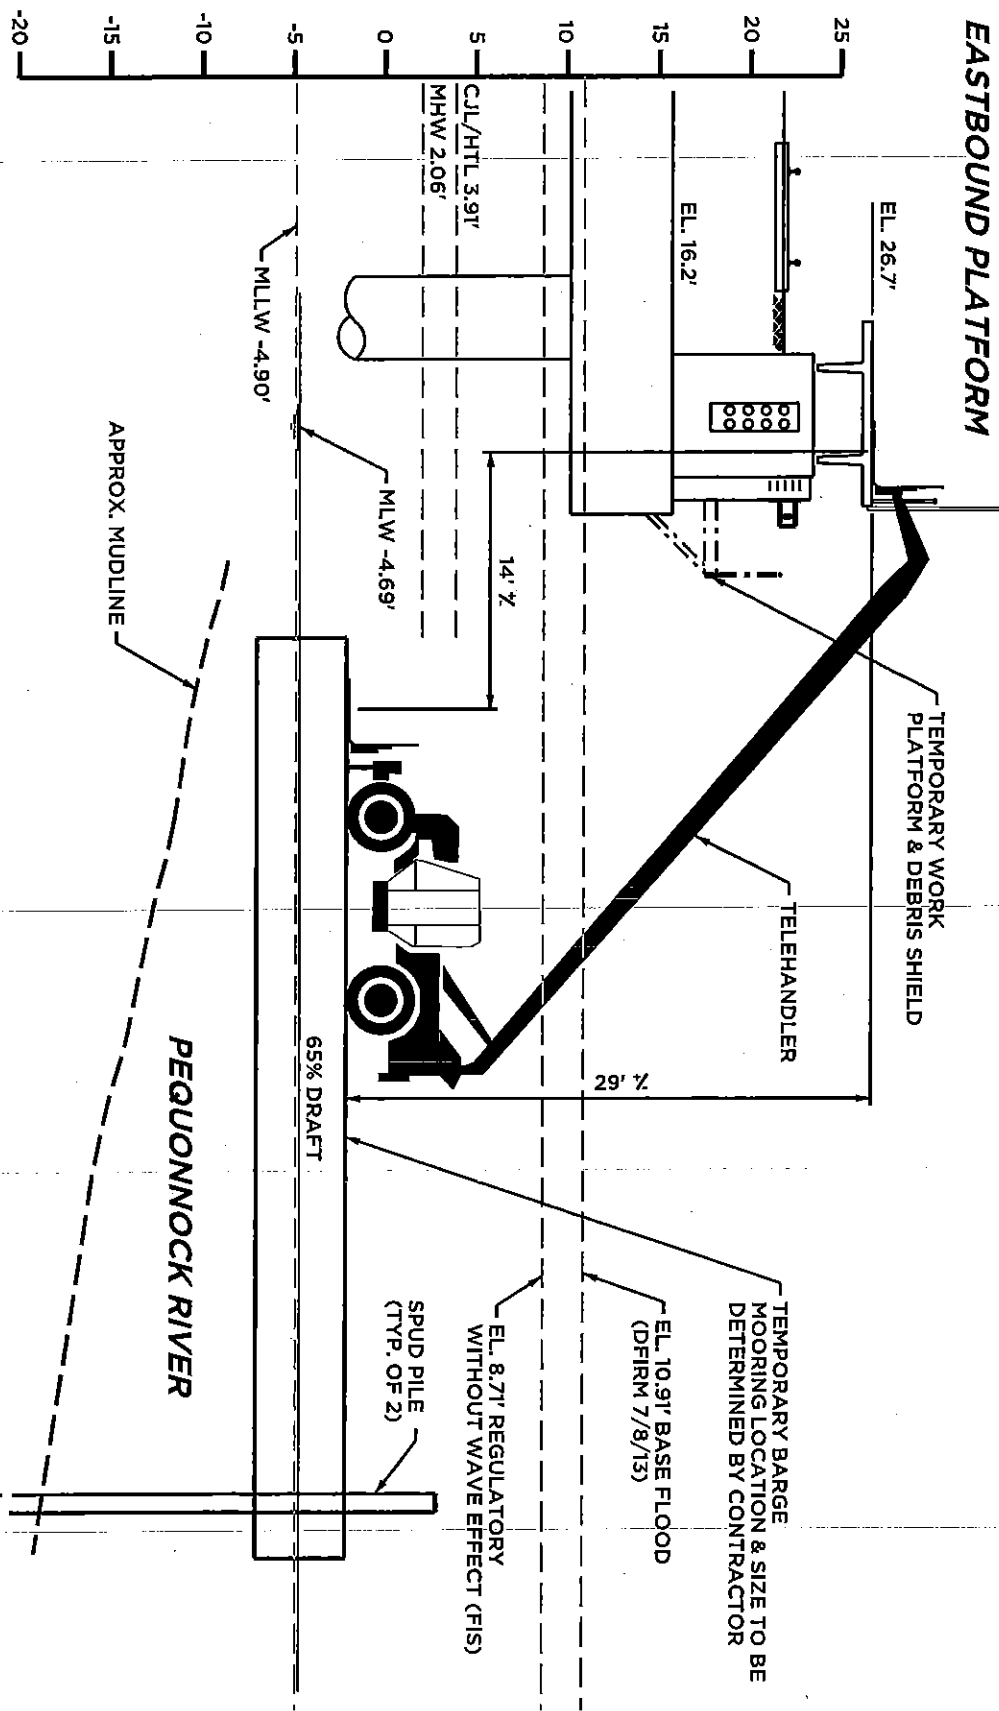 EASTBOUND PLATFORM
25
20
15
10
5
0
-5
-10
-15
-20
EL. 26.7'
EL. 16.2'
CJL/HTL 3.91'
MHW 2.06'
MLLW -4.90'
MLW -4.69'
APPROX. MUDLINE
14' +/-
TEMPORARY WORK
PLATFORM & DEBRIS SHIELD
TELEHANDLER
29' +/-
65% DRAFT
PEQUONNOCK RIVER
TEMPORARY BARGE
MOORING LOCATION & SIZE TO BE
DETERMINED BY CONTRACTOR
EL. 10.91' BASE FLOOD
(DFIRM 7/8/13)
EL. 8.71' REGULATORY
WITHOUT WAVE EFFECT (FIS)
SPUD PILE
(TYP. OF 2)